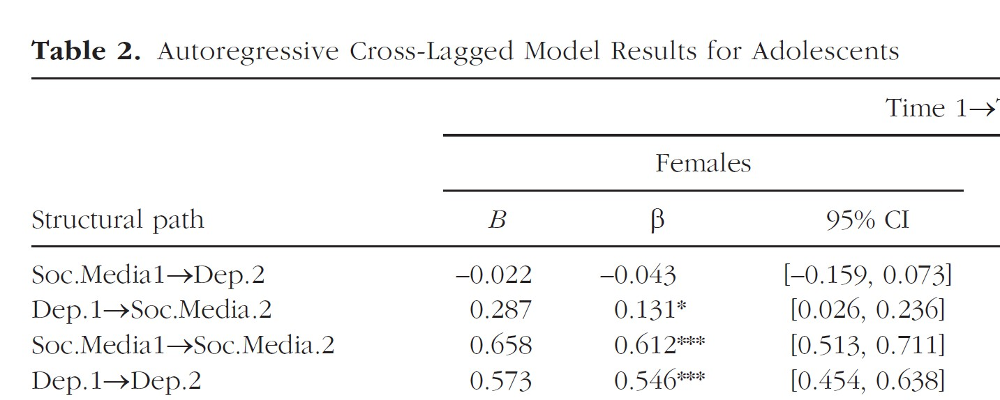 Table 2. Autoregressive Cross-Lagged Model Results for Adolescents
Time 1→
Females
Structural path B β 95% CI
Soc.Media1→Dep.2 –0.022 –0.043 [–0.159, 0.073]
Dep.1→Soc.Media.2 0.287 0.131* [0.026, 0.236]
Soc.Media1→Soc.Media.2 0.658 0.612*** [0.513, 0.711]
Dep.1→Dep.2 0.573 0.546*** [0.454, 0.638]